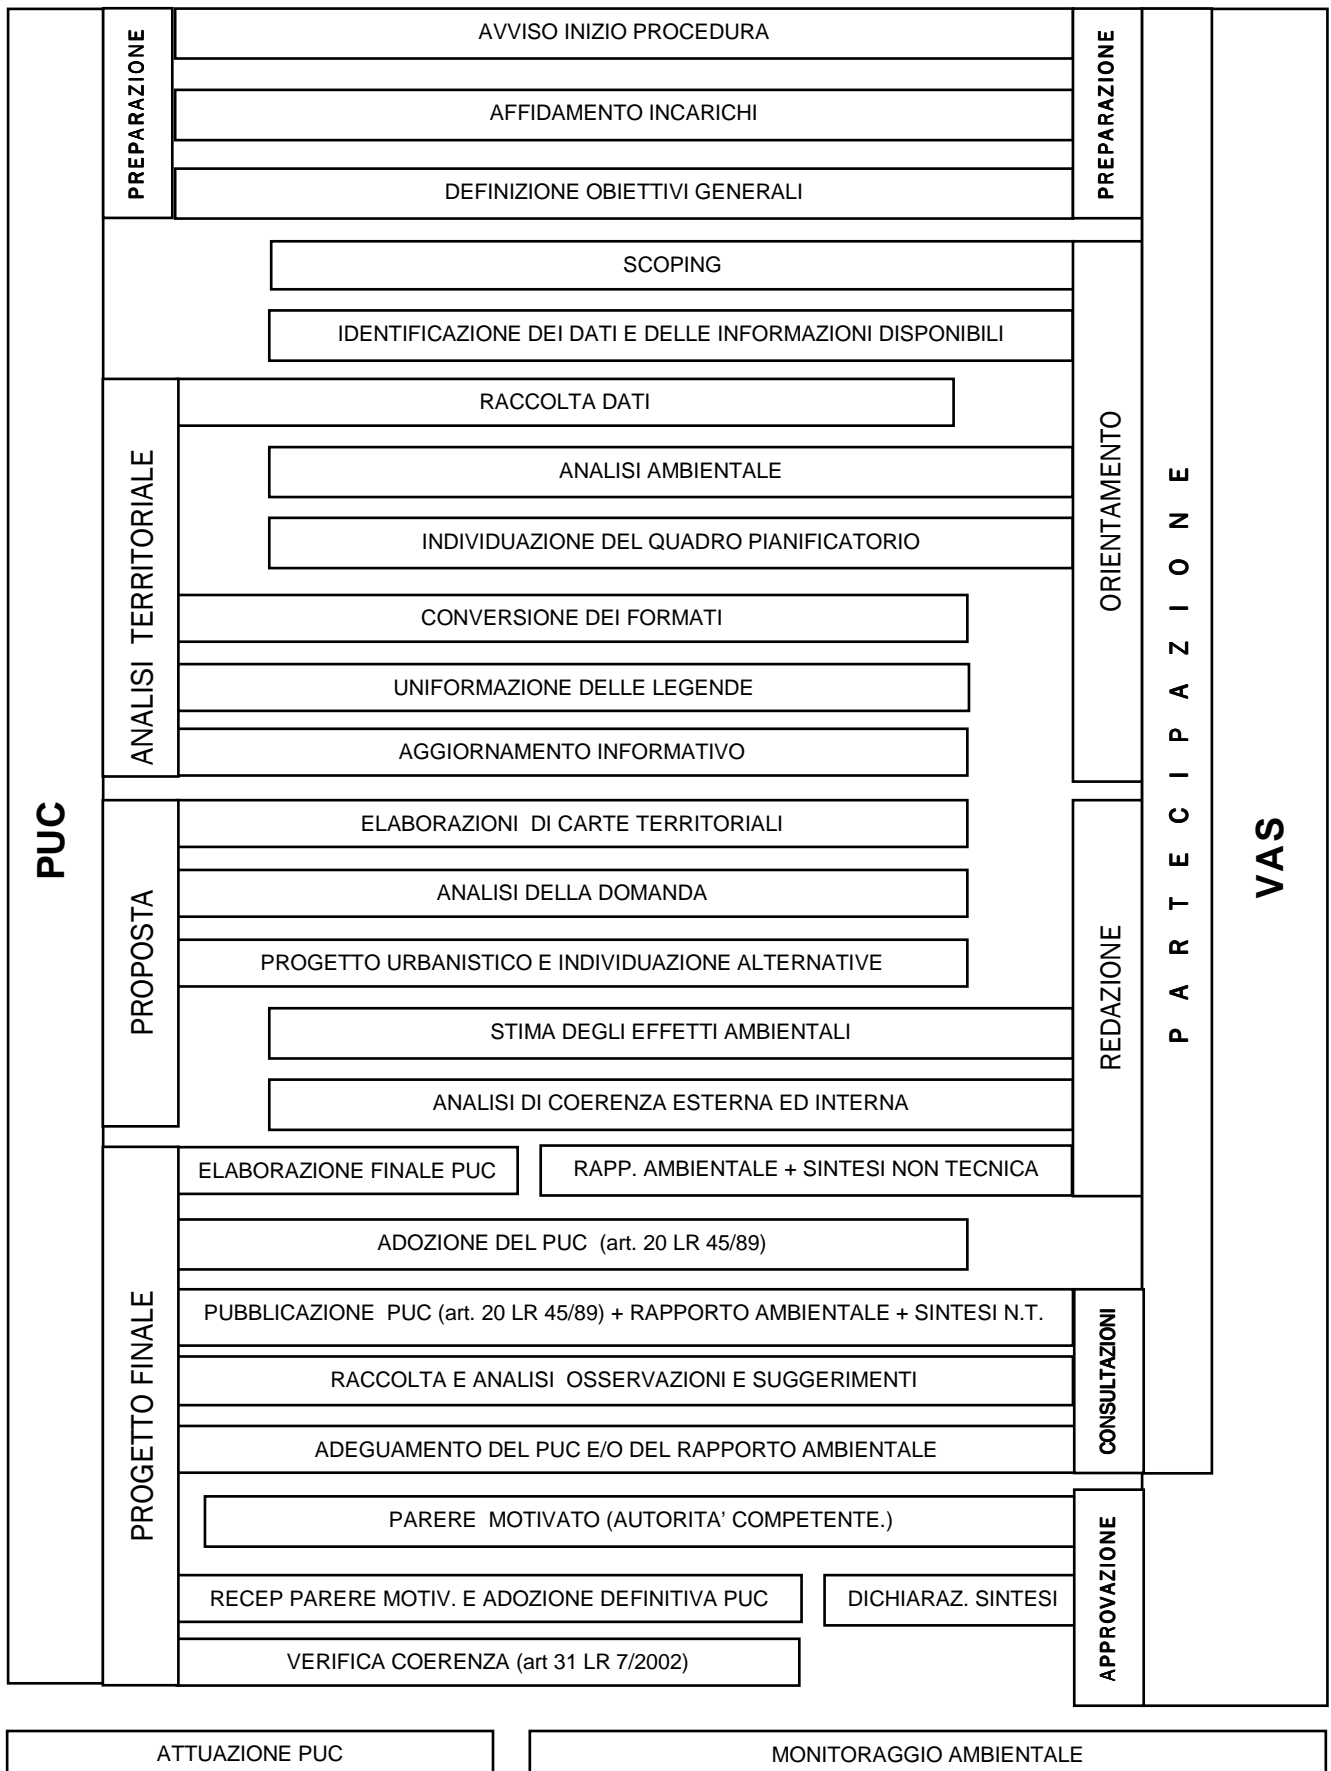 PUC
PREPARAZIONE
AVVISO INIZIO PROCEDURA
AFFIDAMENTO INCARICHI
DEFINIZIONE OBIETTIVI GENERALI
PREPARAZIONE
SCOPING
IDENTIFICAZIONE DEI DATI E DELLE INFORMAZIONI DISPONIBILI
ANALISI TERRITORIALE
RACCOLTA DATI
ANALISI AMBIENTALE
INDIVIDUAZIONE DEL QUADRO PIANIFICATORIO
CONVERSIONE DEI FORMATI
UNIFORMAZIONE DELLE LEGENDE
AGGIORNAMENTO INFORMATIVO
ORIENTAMENTO
PROPOSTA
ELABORAZIONI DI CARTE TERRITORIALI
ANALISI DELLA DOMANDA
PROGETTO URBANISTICO E INDIVIDUAZIONE ALTERNATIVE
STIMA DEGLI EFFETTI AMBIENTALI
ANALISI DI COERENZA ESTERNA ED INTERNA
REDAZIONE
PROGETTO FINALE
ELABORAZIONE FINALE PUC
RAPP. AMBIENTALE + SINTESI NON TECNICA
ADOZIONE DEL PUC (art. 20 LR 45/89)
PUBBLICAZIONE PUC (art. 20 LR 45/89) + RAPPORTO AMBIENTALE + SINTESI N.T.
RACCOLTA E ANALISI OSSERVAZIONI E SUGGERIMENTI
ADEGUAMENTO DEL PUC E/O DEL RAPPORTO AMBIENTALE
CONSULTAZIONI
PARERE MOTIVATO (AUTORITA' COMPETENTE.)
RECEP PARERE MOTIV. E ADOZIONE DEFINITIVA PUC
DICHIARAZ. SINTESI
VERIFICA COERENZA (art 31 LR 7/2002)
APPROVAZIONE
P A R T E C I P A Z I O N E
VAS
ATTUAZIONE PUC
MONITORAGGIO AMBIENTALE